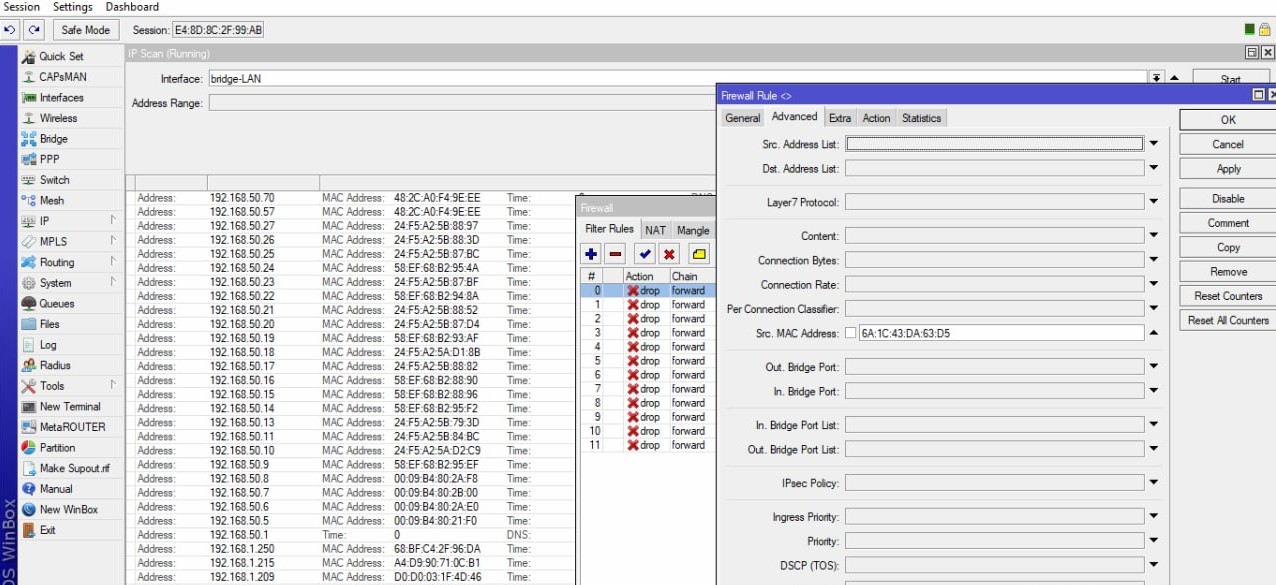 Session Settings Dashboard
Safe Mode Session: E4:8D:8C:2F:99:AB
Quick Set
CAPsMAN
Interfaces
Wireless
Bridge
PPP
Switch
Mesh
IP
MPLS
Routing
System
Queues
Files
Log
Radius
Tools
New Terminal
MetaROUTER
Partition
Make Supout.rif
Manual
New WinBox
Exit
OS WinBox
IP Scan (Running)
Interface: bridge-LAN
Start
Address Range:
Address: 192.168.50.70 MAC Address: 48:2C:A0:F4:9E:EE Time:
Address: 192.168.50.57 MAC Address: 48:2C:A0:F4:9E:EE Time:
Address: 192.168.50.27 MAC Address: 24:F5:A2:5B:88:97 Time:
Address: 192.168.50.26 MAC Address: 24:F5:A2:5B:88:3D Time:
Address: 192.168.50.25 MAC Address: 24:F5:A2:5B:87:BC Time:
Address: 192.168.50.24 MAC Address: 58:EF:68:B2:95:4A Time:
Address: 192.168.50.23 MAC Address: 24:F5:A2:5B:87:BF Time:
Address: 192.168.50.22 MAC Address: 58:EF:68:B2:94:8A Time:
Address: 192.168.50.21 MAC Address: 24:F5:A2:5B:88:52 Time:
Address: 192.168.50.20 MAC Address: 24:F5:A2:5B:87:D4 Time:
Address: 192.168.50.19 MAC Address: 58:EF:68:B2:93:AF Time:
Address: 192.168.50.18 MAC Address: 24:F5:A2:5A:D1:8B Time:
Address: 192.168.50.17 MAC Address: 24:F5:A2:5B:88:82 Time:
Address: 192.168.50.16 MAC Address: 58:EF:68:B2:88:90 Time:
Address: 192.168.50.15 MAC Address: 58:EF:68:B2:88:96 Time:
Address: 192.168.50.14 MAC Address: 58:EF:68:B2:95:F2 Time:
Address: 192.168.50.13 MAC Address: 24:F5:A2:5B:79:3D Time:
Address: 192.168.50.11 MAC Address: 24:F5:A2:5B:84:BC Time:
Address: 192.168.50.10 MAC Address: 24:F5:A2:5A:D2:C9 Time:
Address: 192.168.50.9 MAC Address: 58:EF:68:B2:95:EF Time:
Address: 192.168.50.8 MAC Address: 00:09:B4:80:2A:F8 Time:
Address: 192.168.50.7 MAC Address: 00:09:B4:80:2B:00 Time:
Address: 192.168.50.6 MAC Address: 00:09:B4:80:2A:E0 Time:
Address: 192.168.50.5 MAC Address: 00:09:B4:80:21:F0 Time:
Address: 192.168.50.1 Time: 0 DNS:
Address: 192.168.1.250 MAC Address: 68:BF:C4:2F:96:DA Time:
Address: 192.168.1.215 MAC Address: A4:D9:90:71:0C:B1 Time:
Address: 192.168.1.209 MAC Address: D0:D0:03:1F:4D:46 Time:
Firewall
Filter Rules NAT Mangle
# Action Chain
0 drop forward
1 drop forward
2 drop forward
3 drop forward
4 drop forward
5 drop forward
6 drop forward
7 drop forward
8 drop forward
9 drop forward
10 drop forward
11 drop forward
Firewall Rule <>
General Advanced Extra Action Statistics
Src. Address List:
Dst. Address List:
Layer7 Protocol:
Content:
Connection Bytes:
Connection Rate:
Per Connection Classifier:
Src. MAC Address: 6A:1C:43:DA:63:D5
Out. Bridge Port:
In. Bridge Port:
In. Bridge Port List:
Out. Bridge Port List:
IPsec Policy:
Ingress Priority:
Priority:
DSCP (TOS):
OK
Cancel
Apply
Disable
Comment
Copy
Remove
Reset Counters
Reset All Counters